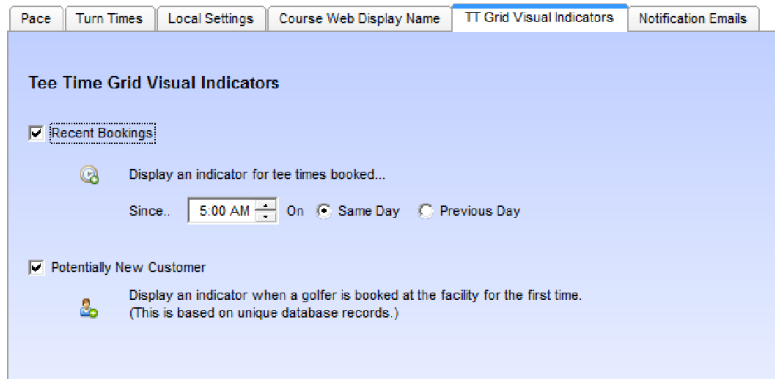 Pace Turn Times Local Settings Course Web Display Name TT Grid Visual Indicators Notification Emails
Tee Time Grid Visual Indicators
Recent Bookings
Display an indicator for tee times booked...
Since.. 5:00 AM On Same Day Previous Day
Potentially New Customer
Display an indicator when a golfer is booked at the facility for the first time.
(This is based on unique database records.)